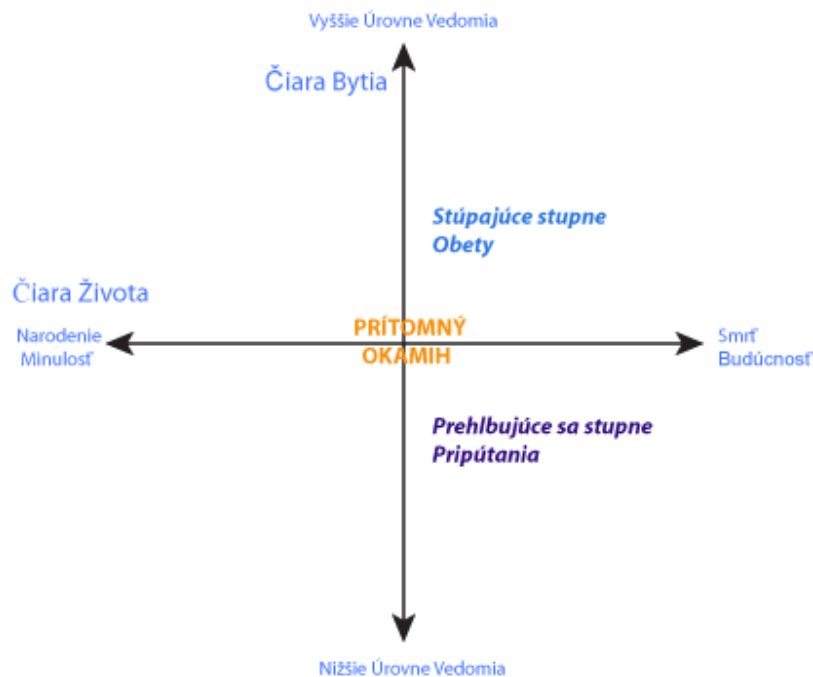 Vyššie Úrovne Vedomia
Čiara Bytia
Stúpajúce stupne
Obety
Čiara Života
Narodenie
Minulosť
PRÍTOMNÝ
OKAMIH
Smrť
Budúcnosť
Prehlbujúce sa stupne
Pripútania
Nižšie Úrovne Vedomia